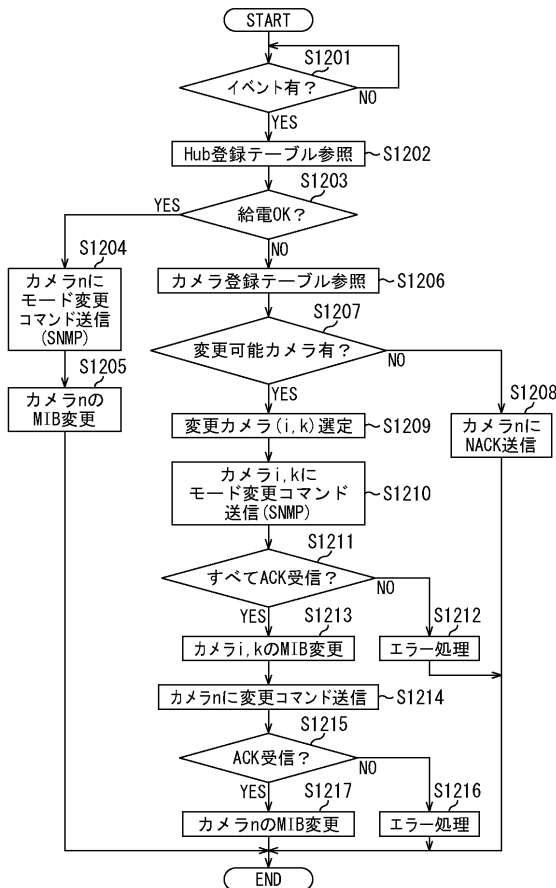 START
S1201
イベント有?
NO
YES
Hub登録テーブル参照
S1202
S1203
給電OK?
YES
NO
S1204
カメラnに
モード変更
コマンド送信
(SNMP)
S1205
カメラnの
MIB変更
カメラ登録テーブル参照
S1206
S1207
変更可能カメラ有?
NO
YES
S1208
カメラnに
NACK送信
変更カメラ(i,k)選定
S1209
カメラi,kに
モード変更コマンド
送信(SNMP)
S1210
S1211
すべてACK受信?
NO
YES
S1212
エラー処理
S1213
カメラi,kのMIB変更
カメラnに変更コマンド送信
S1214
S1215
ACK受信?
NO
YES
S1216
エラー処理
S1217
カメラnのMIB変更
END